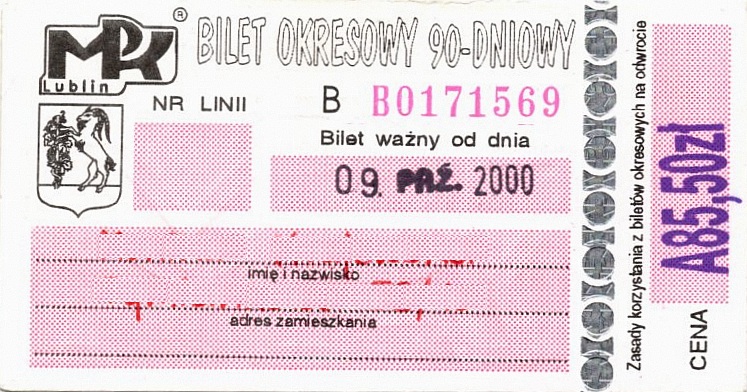 MPK ®
Lublin
BILET OKRESOWY 90-DNIOWY
NR LINII
B B0171569
Bilet ważny od dnia
09. PAŹ. 2000
imię i nazwisko
adres zamieszkania
Zasady korzystania z biletów okresowych na odwrocie
CENA A85,50zł